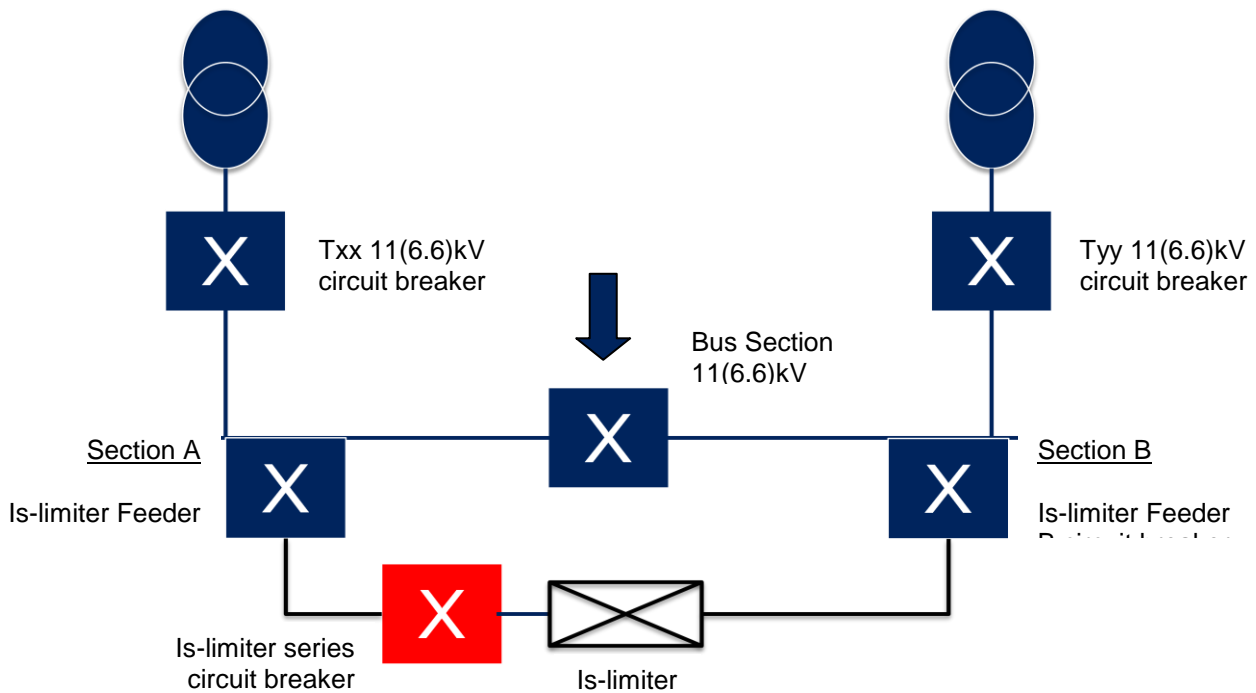 Txx 11(6.6)kV
circuit breaker
Tyy 11(6.6)kV
circuit breaker
X
X
Bus Section
11(6.6)kV
X
Section A
Is-limiter Feeder
X
X
Section B
Is-limiter Feeder
X
Is-limiter series
circuit breaker
Is-limiter